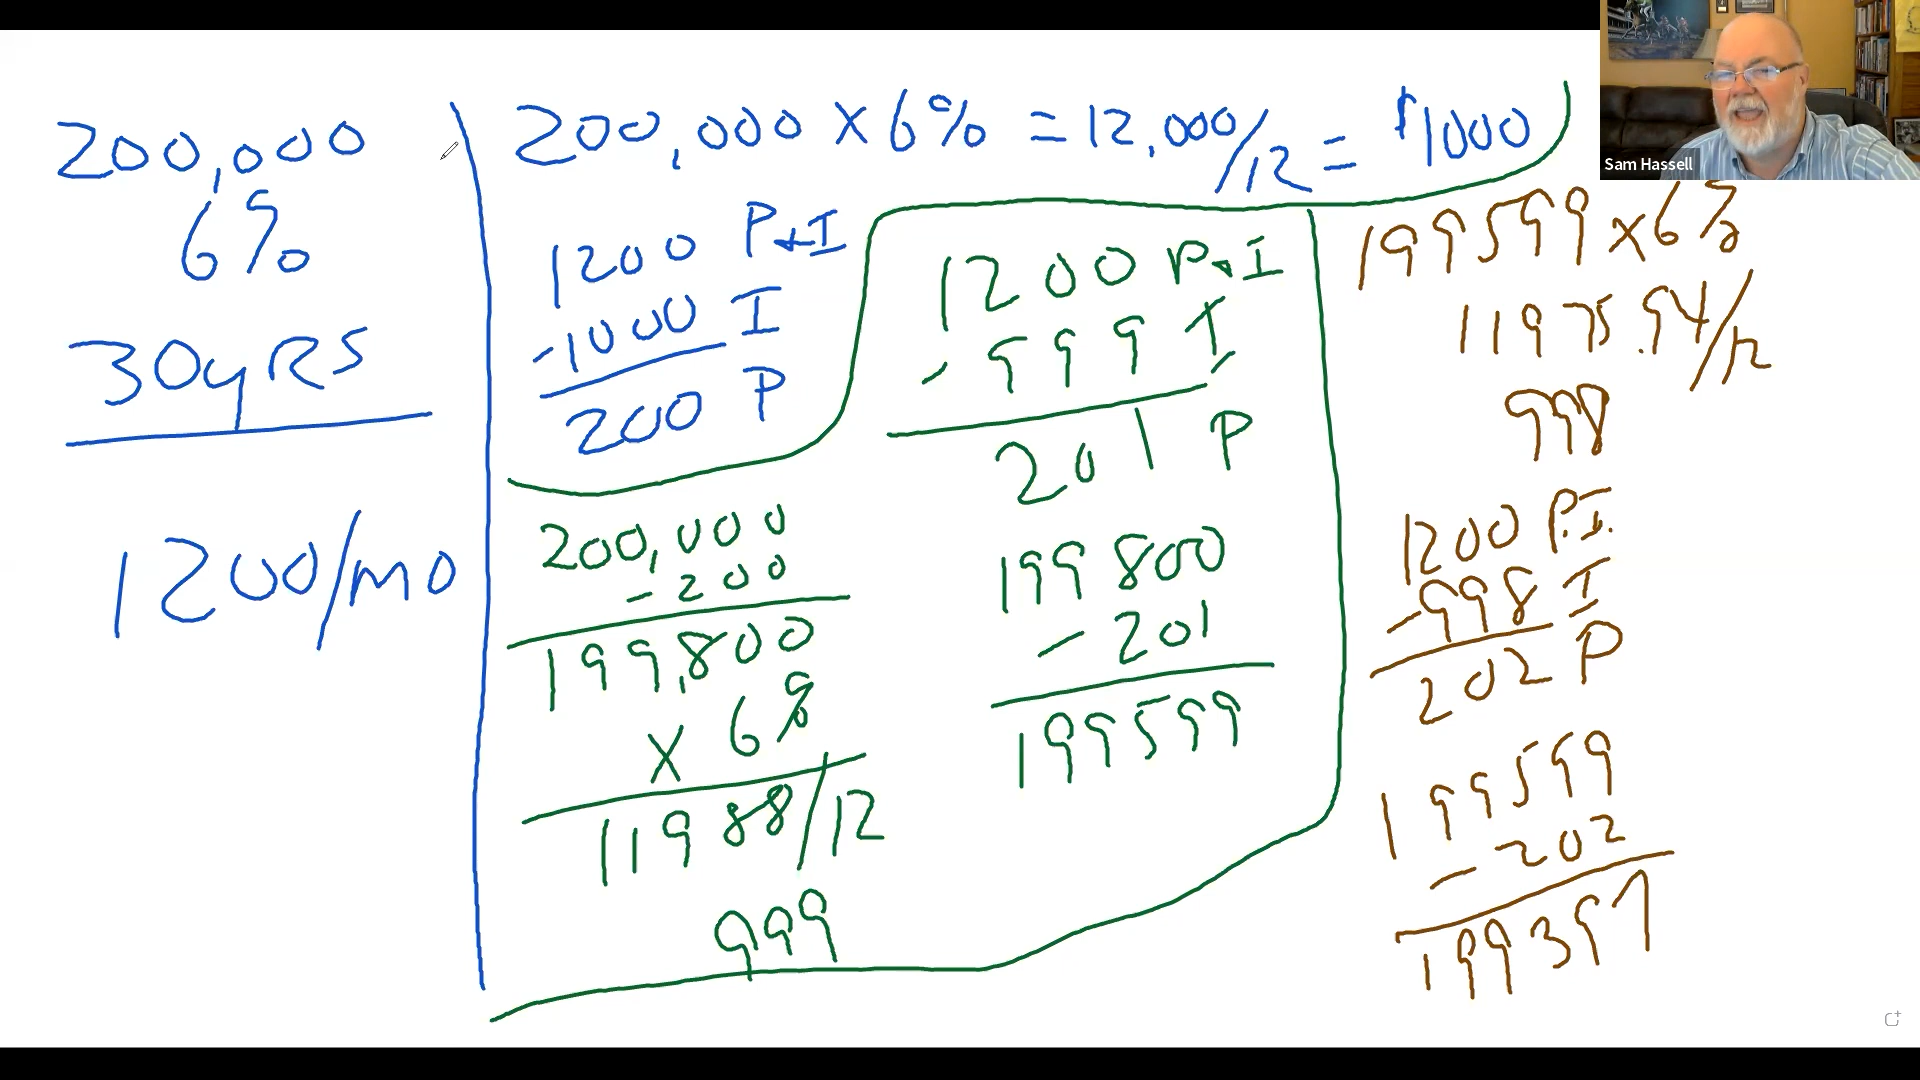 200,000
6%
30yRS
1200/mo
200,000 X 6% = 12,000/12 = $1000
1200 P&I
-1000 I
200 P
200,000
-200
199,800
X 6%
11988/12
999
1200 P&I
- 999 I
201 P
199800
- 201
199599
199599 x 6%
11975.94/12
998
1200 P.I.
-998 I
202 P
199599
- 202
199397
Sam Hassell